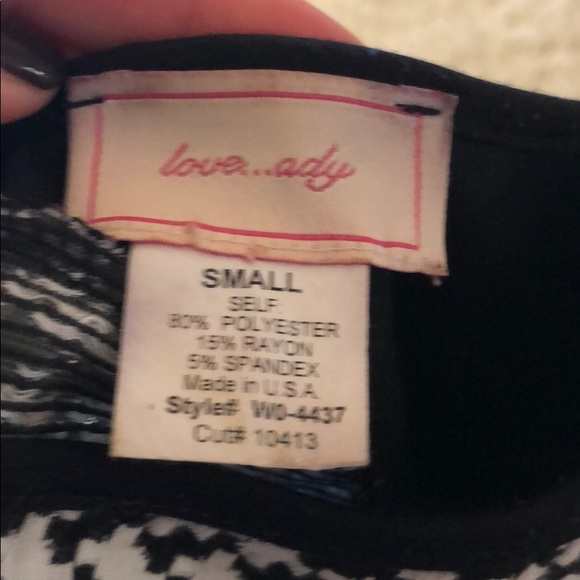 love...ady
SMALL
SELF:
80% POLYESTER
15% RAYON
5% SPANDEX
Made in U.S.A
Style# W0-4437
Cut# 10413